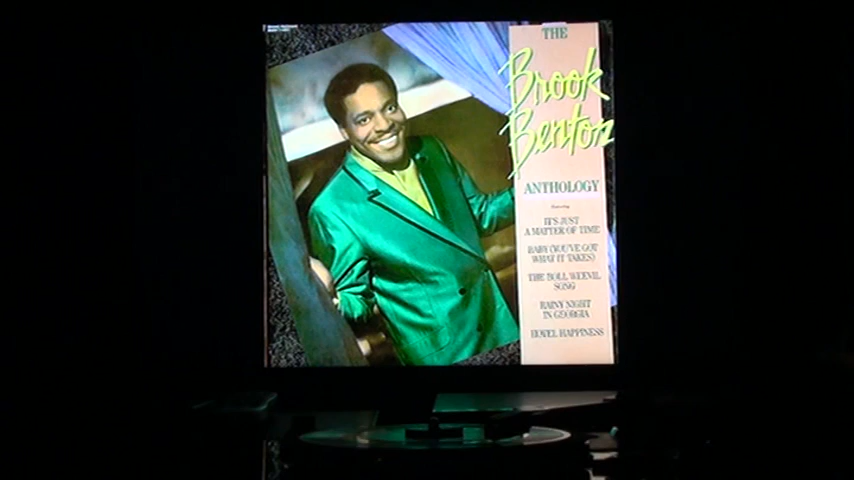 THE
Brook
Benton
ANTHOLOGY
featuring
IT'S JUST
A MATTER OF TIME
BABY (YOU'VE GOT
WHAT IT TAKES)
THE BOLL WEEVIL
SONG
RAINY NIGHT
IN GEORGIA
HOTEL HAPPINESS